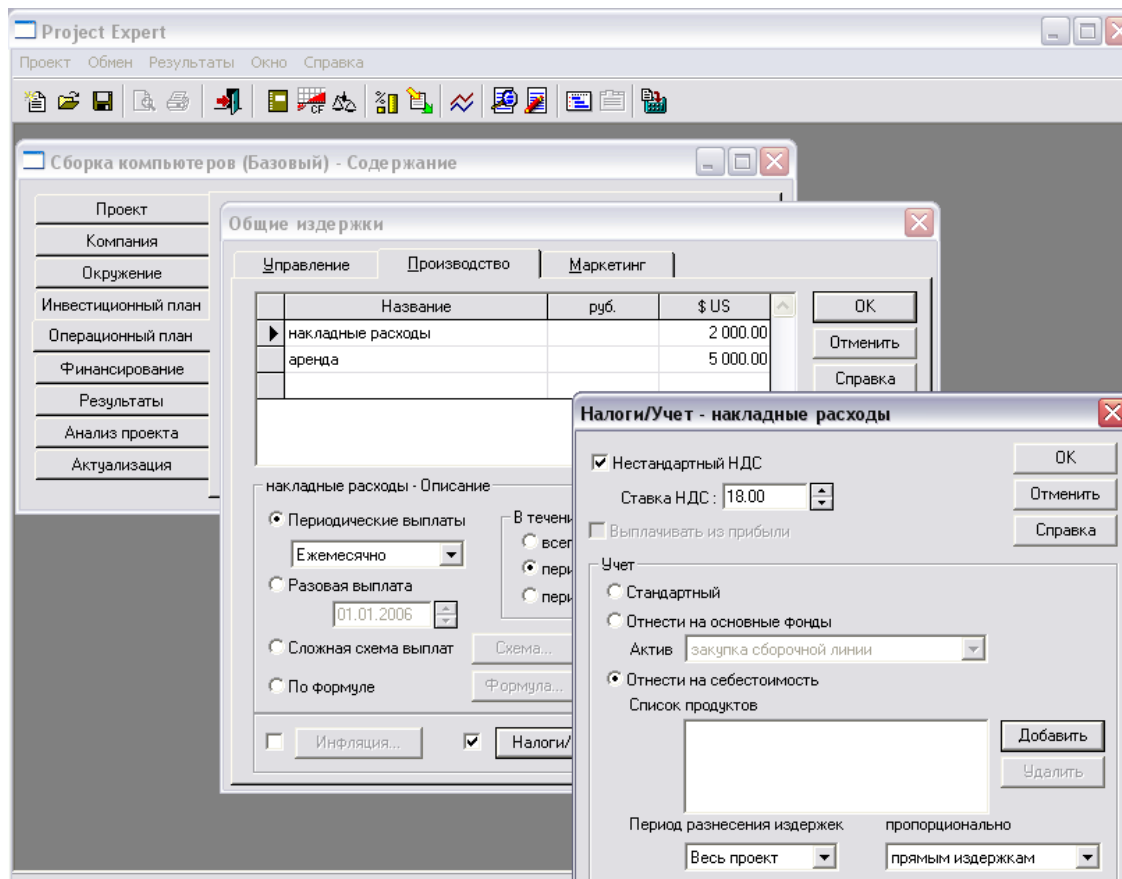 Project Expert
Проект Обмен Результаты Окно Справка
CF
Сборка компьютеров (Базовый) - Содержание
Проект
Компания
Окружение
Инвестиционный план
Операционный план
Финансирование
Результаты
Анализ проекта
Актуализация
Общие издержки
Управление Производство Маркетинг
Название руб. $ US
накладные расходы 2 000.00
аренда 5 000.00
OK
Отменить
Справка
накладные расходы - Описание
Периодические выплаты
Ежемесячно
Разовая выплата
01.01.2006
Сложная схема выплат Схема...
По формуле Формула...
В течени
всег
пери
пери
Инфляция... Налоги/
Налоги/Учет - накладные расходы
Нестандартный НДС
Ставка НДС : 18.00
Выплачивать из прибыли
OK
Отменить
Справка
Учет
Стандартный
Отнести на основные фонды
Актив закупка сборочной линии
Отнести на себестоимость
Список продуктов
Добавить
Удалить
Период разнесения издержек пропорционально
Весь проект прямым издержкам